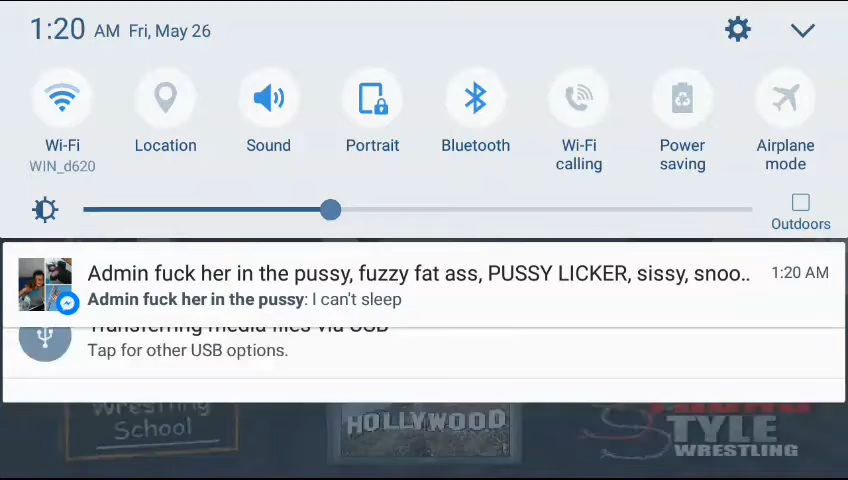 1:20 AM Fri, May 26
Wi-Fi
WIN_d620
Location
Sound
Portrait
Bluetooth
Wi-Fi
calling
Power
saving
Airplane
mode
Outdoors
Admin fuck her in the pussy, fuzzy fat ass, PUSSY LICKER, sissy, snoo.. 1:20 AM
Admin fuck her in the pussy: I can't sleep
Transferring media files via USB
Tap for other USB options.
Wrestling
School
HOLLYWOOD
STYLE
WRESTLING